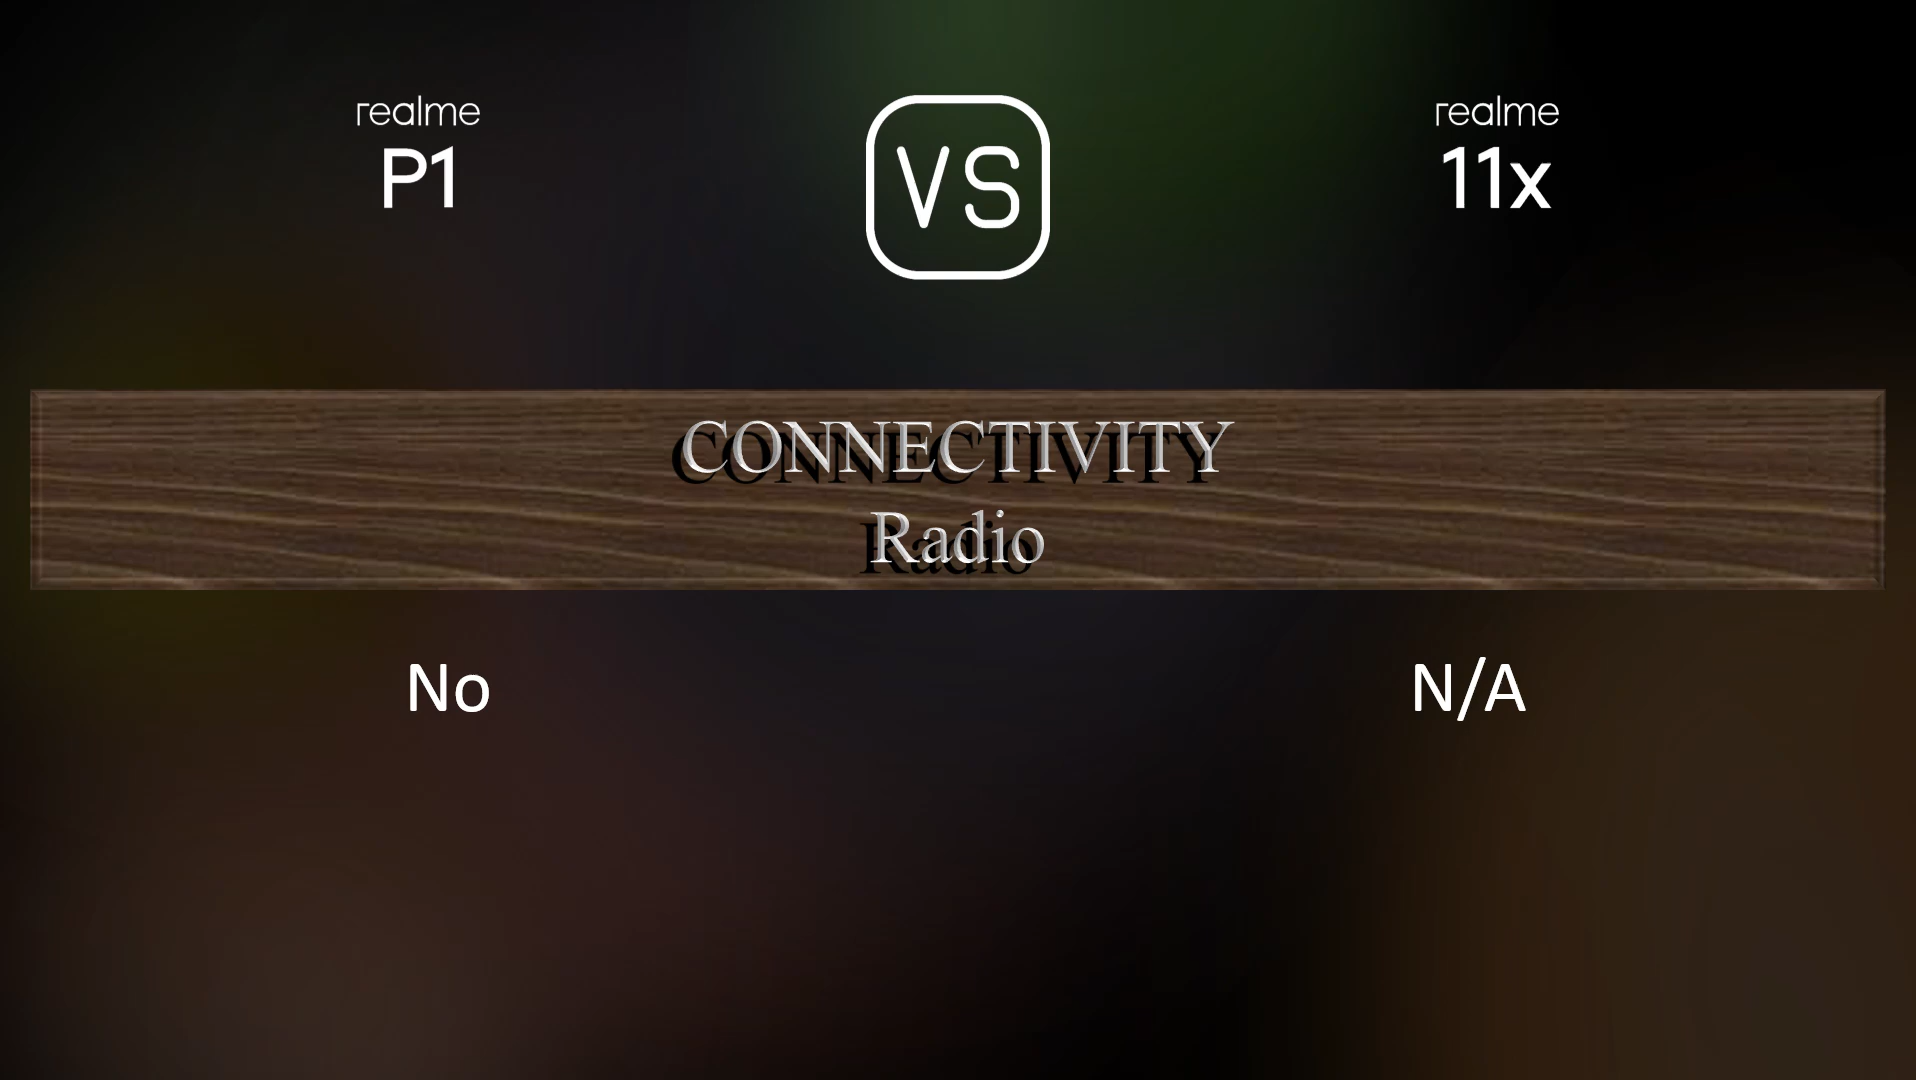 realme
P1
VS
realme
11x
CONNECTIVITY
Radio
No
N/A